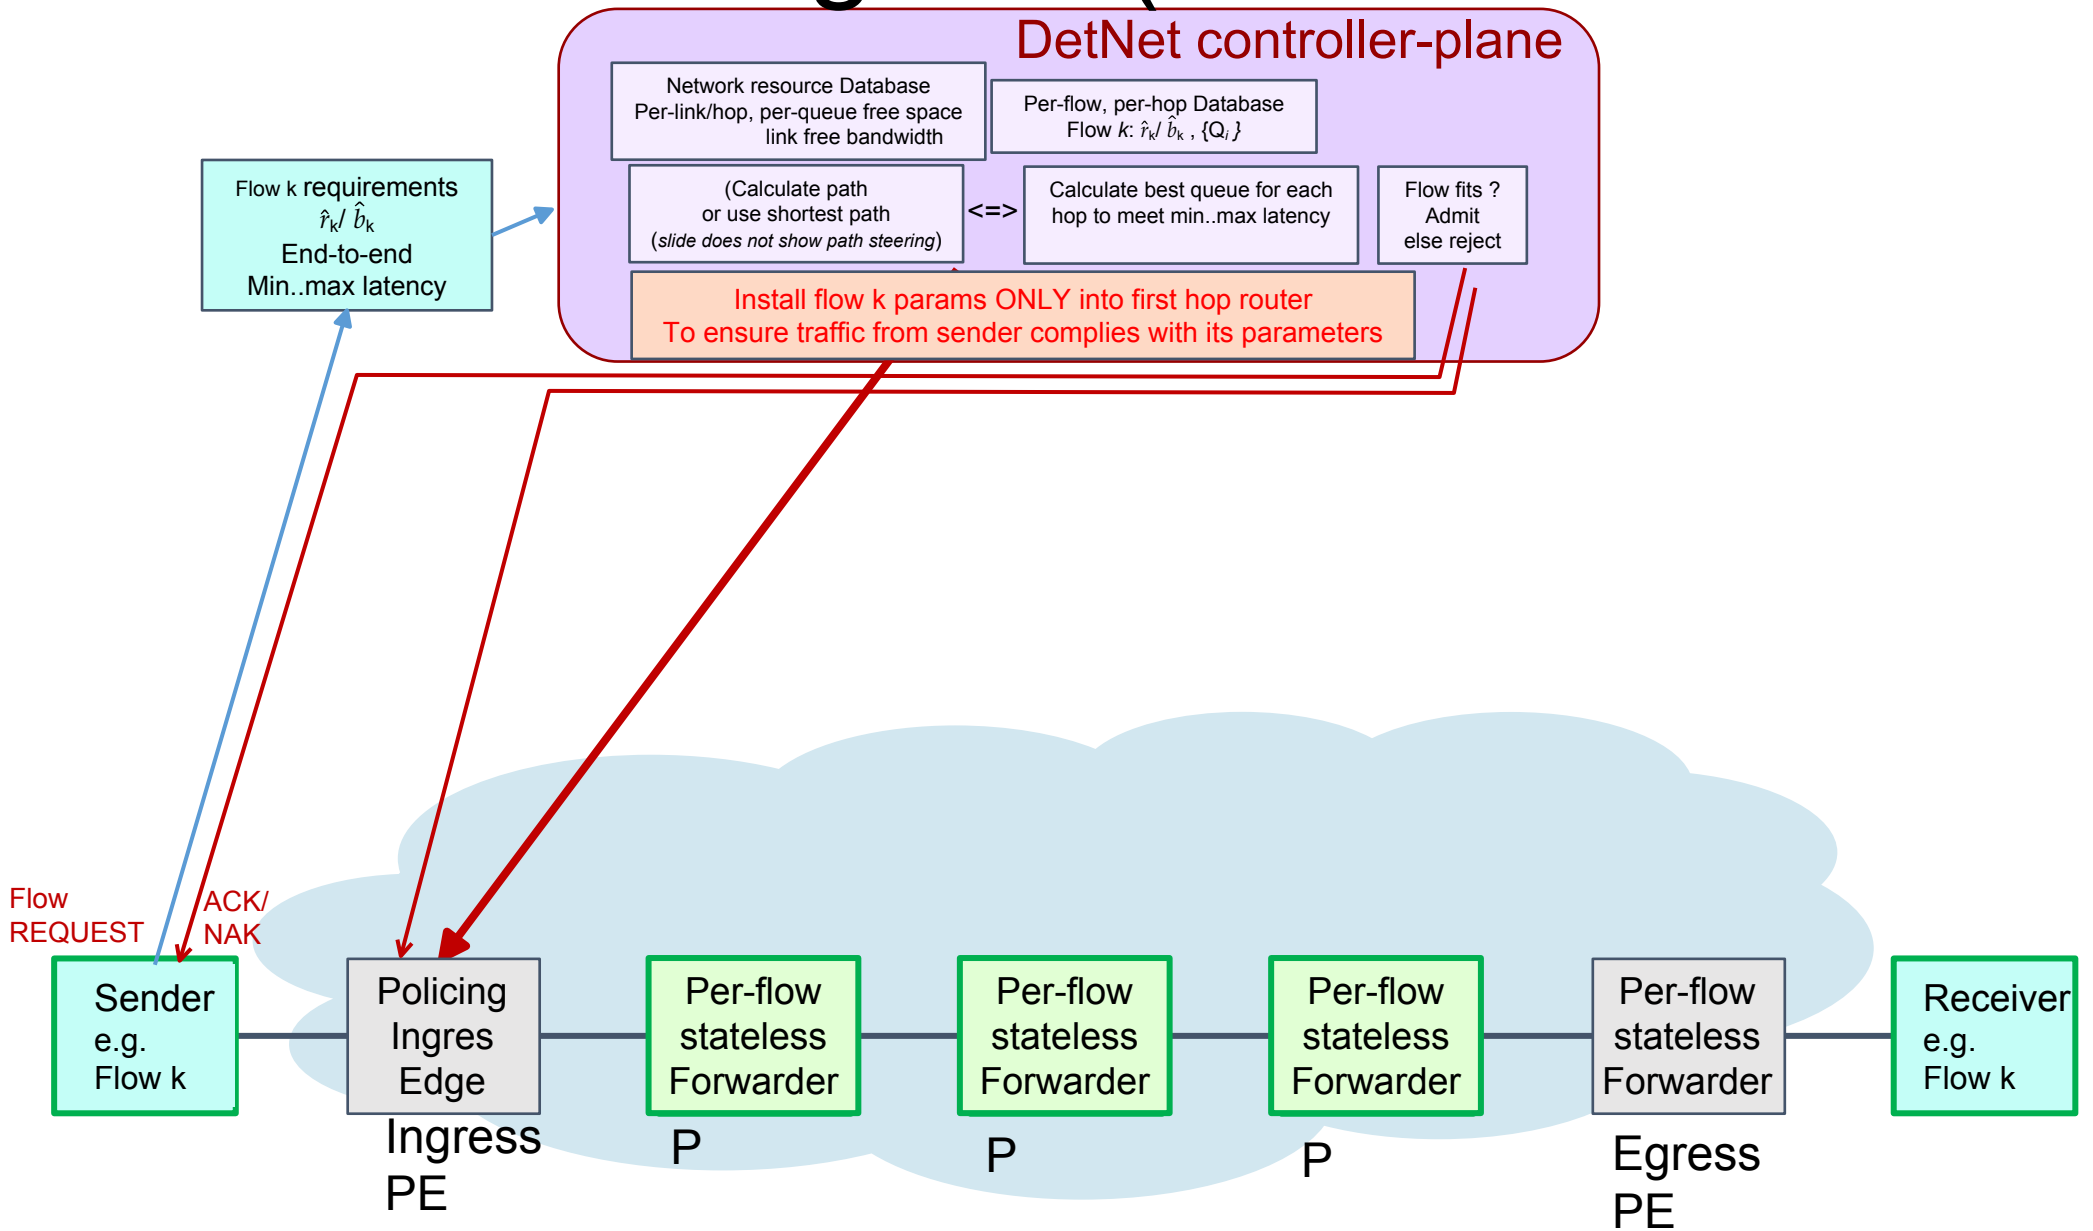 DetNet controller-plane
Network resource Database
Per-link/hop, per-queue free space
link free bandwidth
Per-flow, per-hop Database
Flow k: r̂k/ b̂k , {Qi }
Flow k requirements
r̂k/ b̂k
End-to-end
Min..max latency
(Calculate path
or use shortest path
(slide does not show path steering)
<=>
Calculate best queue for each
hop to meet min..max latency
Flow fits ?
Admit
else reject
Install flow k params ONLY into first hop router
To ensure traffic from sender complies with its parameters
Flow
REQUEST
ACK/
NAK
Sender
e.g.
Flow k
Policing
Ingres
Edge
Per-flow
stateless
Forwarder
Per-flow
stateless
Forwarder
Per-flow
stateless
Forwarder
Per-flow
stateless
Forwarder
Receiver
e.g.
Flow k
Ingress
PE
P
P
P
Egress
PE